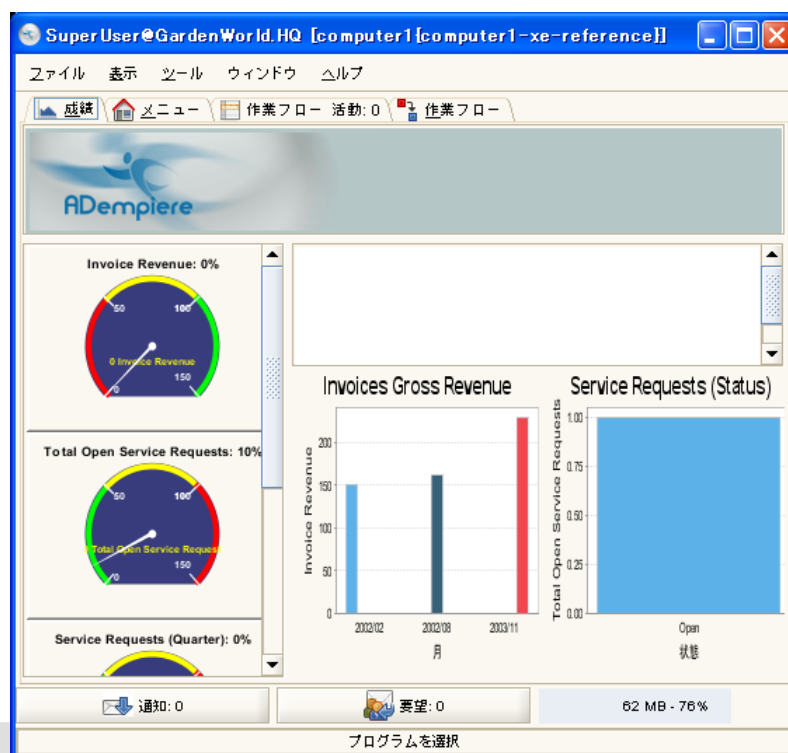 SuperUser@GardenWorld.HQ [computer1{computer1-xe-reference}]
ファイル 表示 ツール ウィンドウ ヘルプ
成績 メニュー 作業フロー 活動: 0 作業フロー
ADempiere
Invoice Revenue: 0%
50 100
0 Invoice Revenue
0 150
Total Open Service Requests: 10%
50 100
Total Open Service Reques
0 150
Service Requests (Quarter): 0%
Invoices Gross Revenue
Invoice Revenue
200
150
100
50
0
2002/02 2002/08 2003/11
月
Service Requests (Status)
Total Open Service Requests
1.00
0.75
0.50
0.25
0.00
Open
状態
通知: 0 要望: 0 62 MB - 76%
プログラムを選択